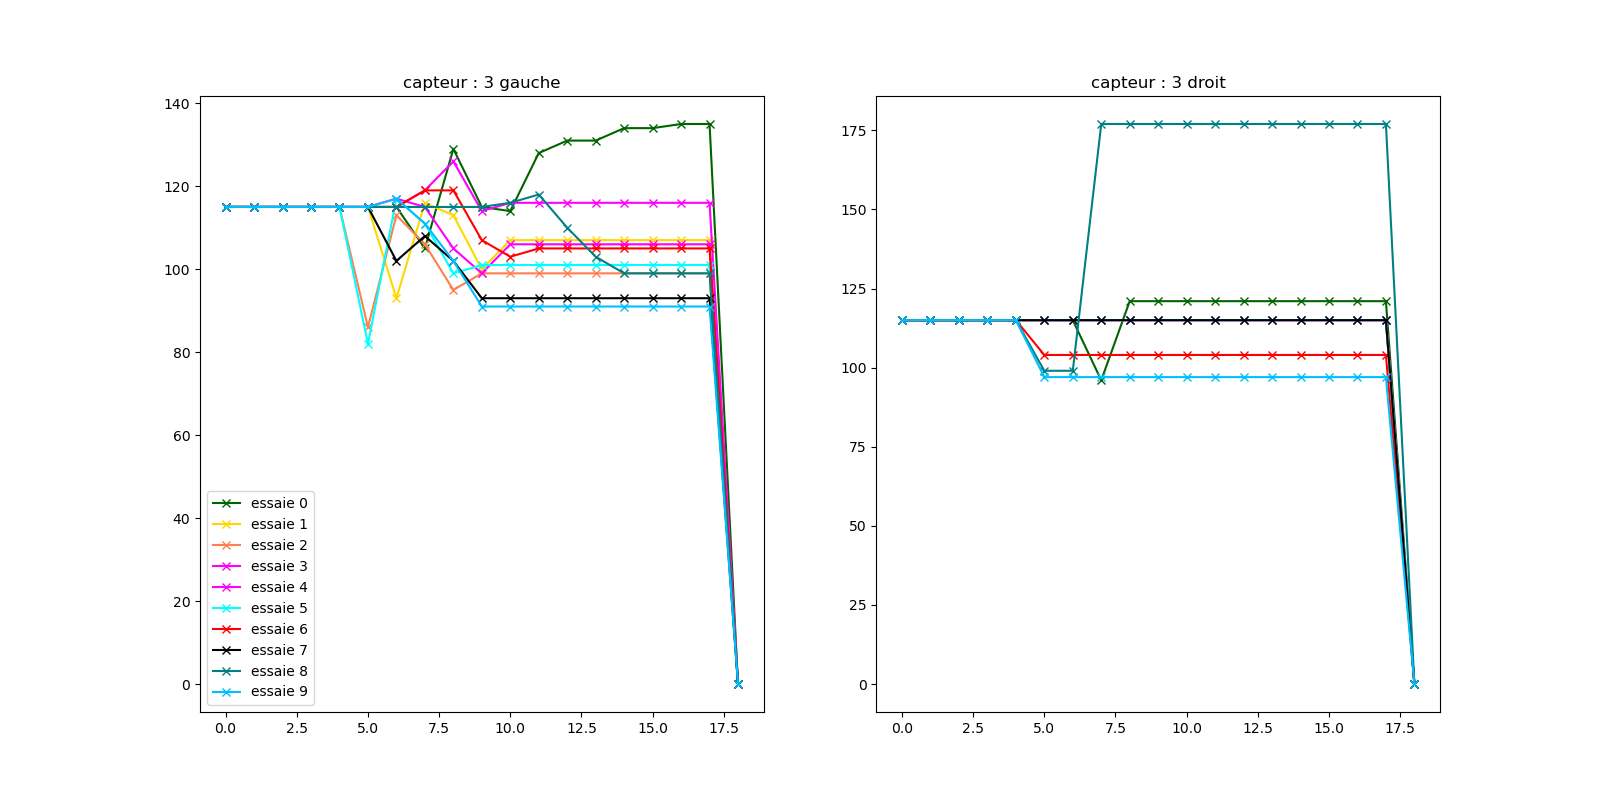 capteur : 3 gauche
140
120
100
80
60
40
20
0
essaie 0
essaie 1
essaie 2
essaie 3
essaie 4
essaie 5
essaie 6
essaie 7
essaie 8
essaie 9
0.0 2.5 5.0 7.5 10.0 12.5 15.0 17.5
capteur : 3 droit
175
150
125
100
75
50
25
0
0.0 2.5 5.0 7.5 10.0 12.5 15.0 17.5